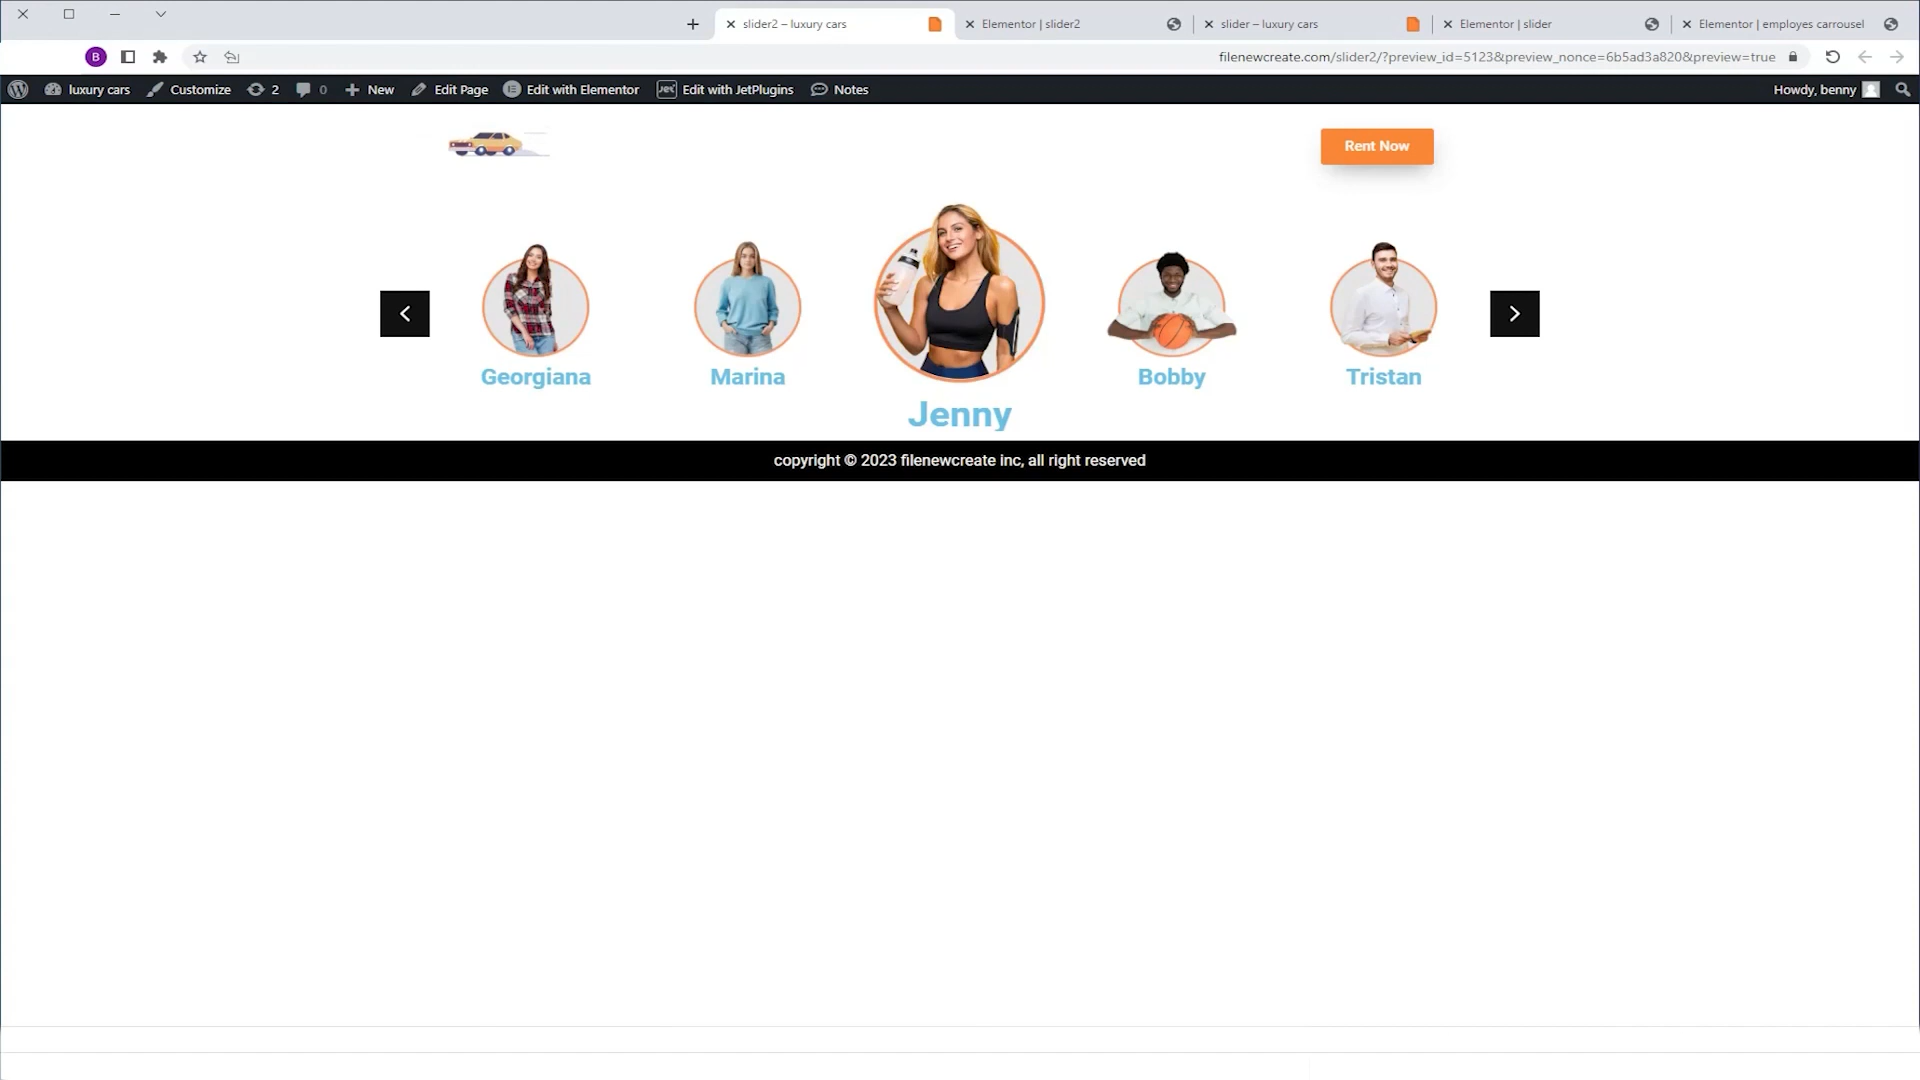 slider2 – luxury cars
Elementor | slider2
slider – luxury cars
Elementor | slider
Elementor | employes carrousel
B
filenewcreate.com/slider2/?preview_id=5123&preview_nonce=6b5ad3a820&preview=true
luxury cars
Customize
2
0
New
Edit Page
Edit with Elementor
Jet Edit with JetPlugins
Notes
Howdy, benny
Rent Now
Georgiana
Marina
Jenny
Bobby
Tristan
copyright © 2023 filenewcreate inc, all right reserved